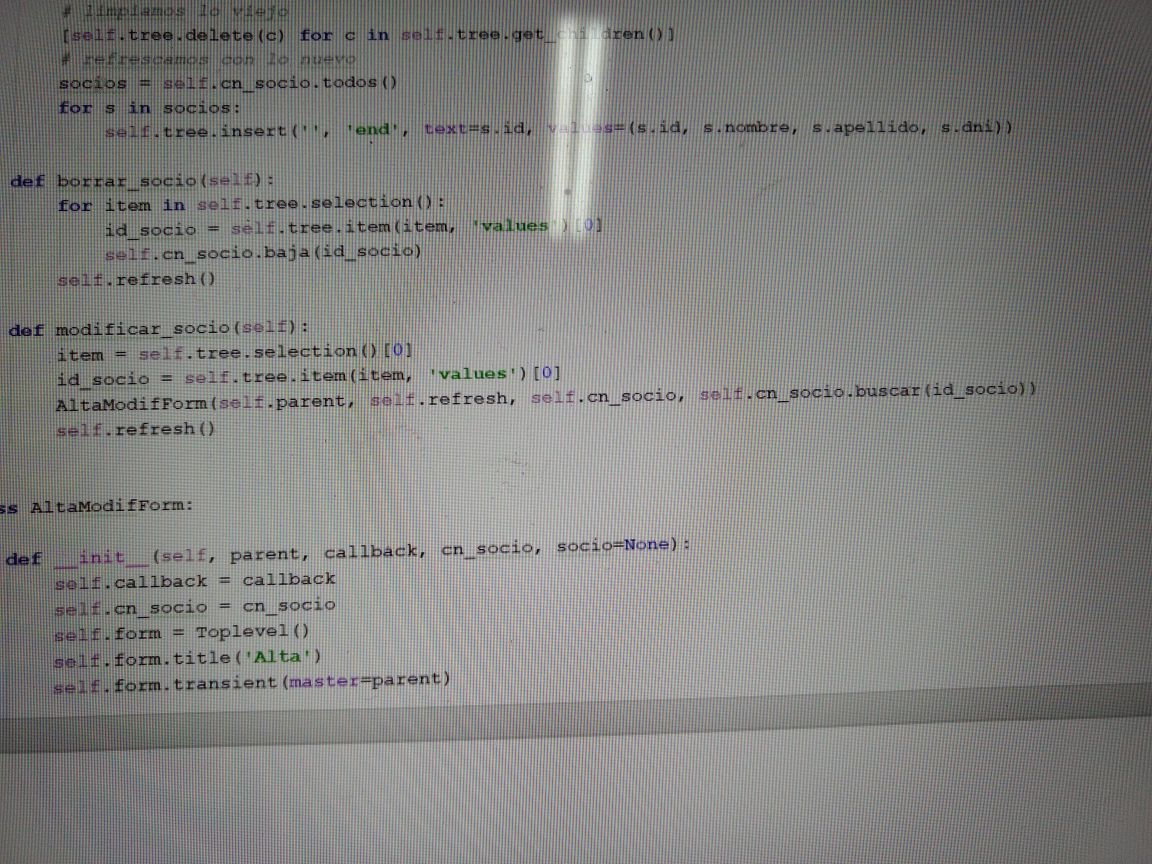 # limpiamos lo viejo
[self.tree.delete(c) for c in self.tree.get_children()]
# refrescamos con lo nuevo
socios = self.cn_socio.todos()
for s in socios:
self.tree.insert('', 'end', text=s.id, values=(s.id, s.nombre, s.apellido, s.dni))
def borrar_socio(self):
for item in self.tree.selection():
id_socio = self.tree.item(item, 'values')[0]
self.cn_socio.baja(id_socio)
self.refresh()
def modificar_socio(self):
item = self.tree.selection()[0]
id_socio = self.tree.item(item, 'values')[0]
AltaModifForm(self.parent, self.refresh, self.cn_socio, self.cn_socio.buscar(id_socio))
self.refresh()
ss AltaModifForm:
def __init__(self, parent, callback, cn_socio, socio=None):
self.callback = callback
self.cn_socio = cn_socio
self.form = Toplevel()
self.form.title('Alta')
self.form.transient(master=parent)